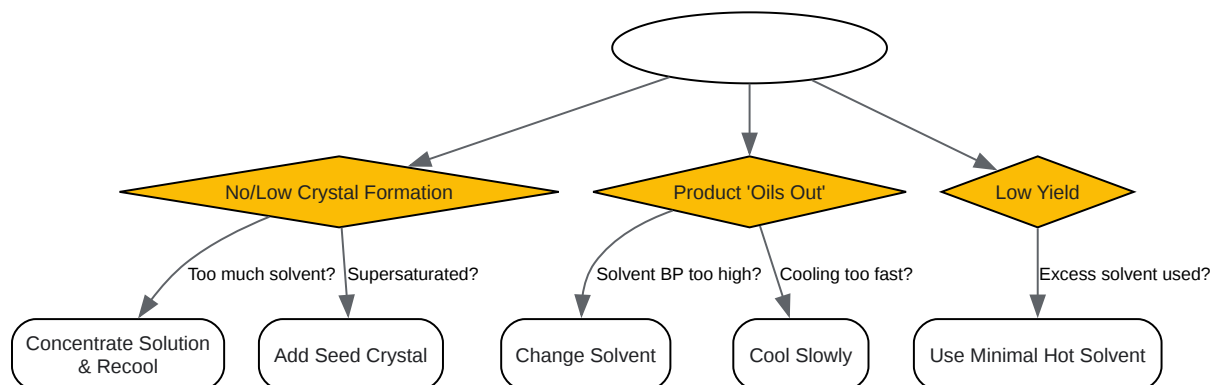 No/Low Crystal Formation
Product 'Oils Out'
Low Yield
Too much solvent?
Supersaturated?
Solvent BP too high?
Cooling too fast?
Excess solvent used?
Concentrate Solution
& Recool
Add Seed Crystal
Change Solvent
Cool Slowly
Use Minimal Hot Solvent